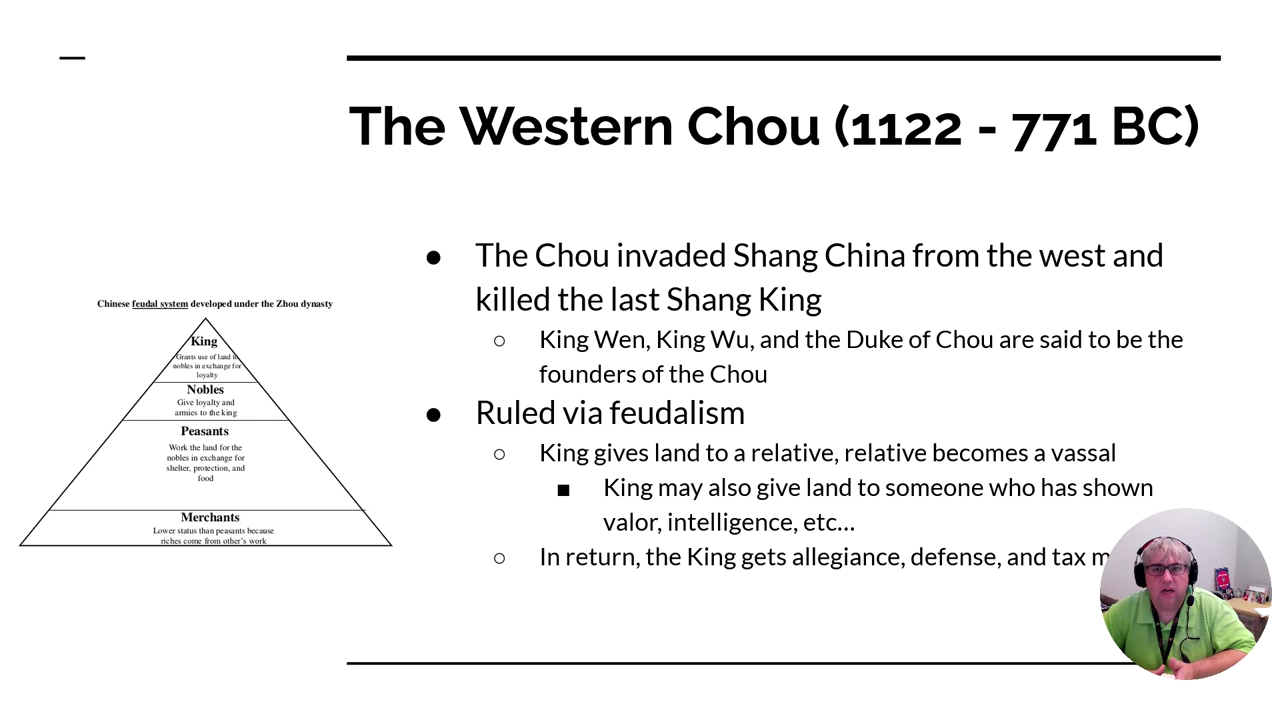 The Western Chou (1122 - 771 BC)
Chinese feudal system developed under the Zhou dynasty
King
Grants use of land to
nobles in exchange for
loyalty
Nobles
Give loyalty and
armies to the king
Peasants
Work the land for the
nobles in exchange for
shelter, protection, and
food
Merchants
Lower status than peasants because
riches come from other's work
● The Chou invaded Shang China from the west and
killed the last Shang King
○ King Wen, King Wu, and the Duke of Chou are said to be the
founders of the Chou
● Ruled via feudalism
○ King gives land to a relative, relative becomes a vassal
■ King may also give land to someone who has shown
valor, intelligence, etc...
○ In return, the King gets allegiance, defense, and tax